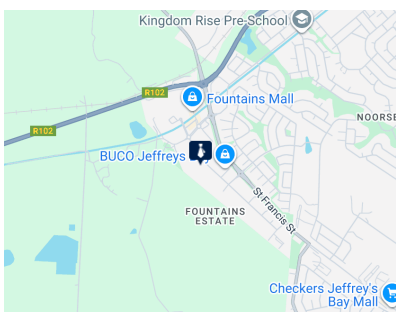 Kingdom Rise Pre-School
R102
Fountains Mall
R102
NOORSE
BUCO Jeffreys
St Francis St
FOUNTAINS
ESTATE
Checkers Jeffrey's
Bay Mall